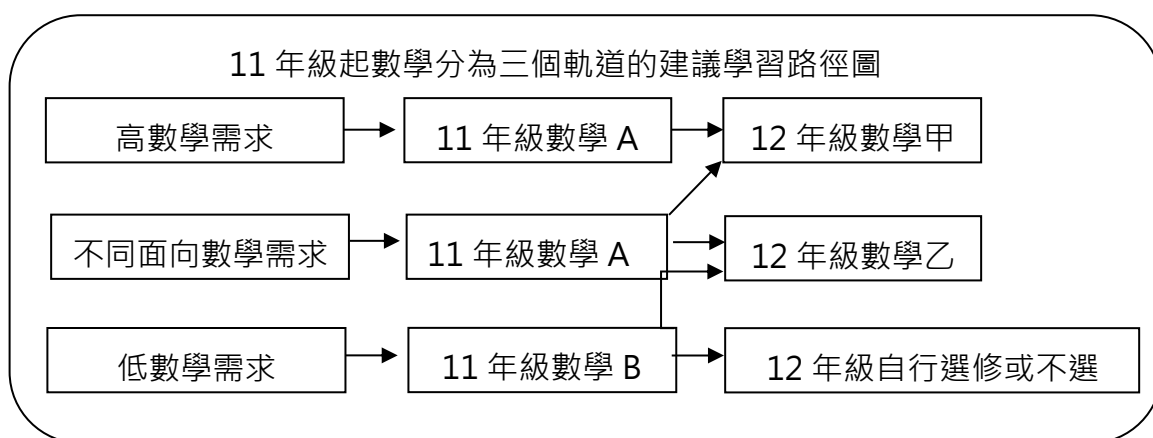 11 年級起數學分為三個軌道的建議學習路徑圖
高數學需求
11 年級數學 A
12 年級數學甲
不同面向數學需求
11 年級數學 A
12 年級數學乙
低數學需求
11 年級數學 B
12 年級自行選修或不選